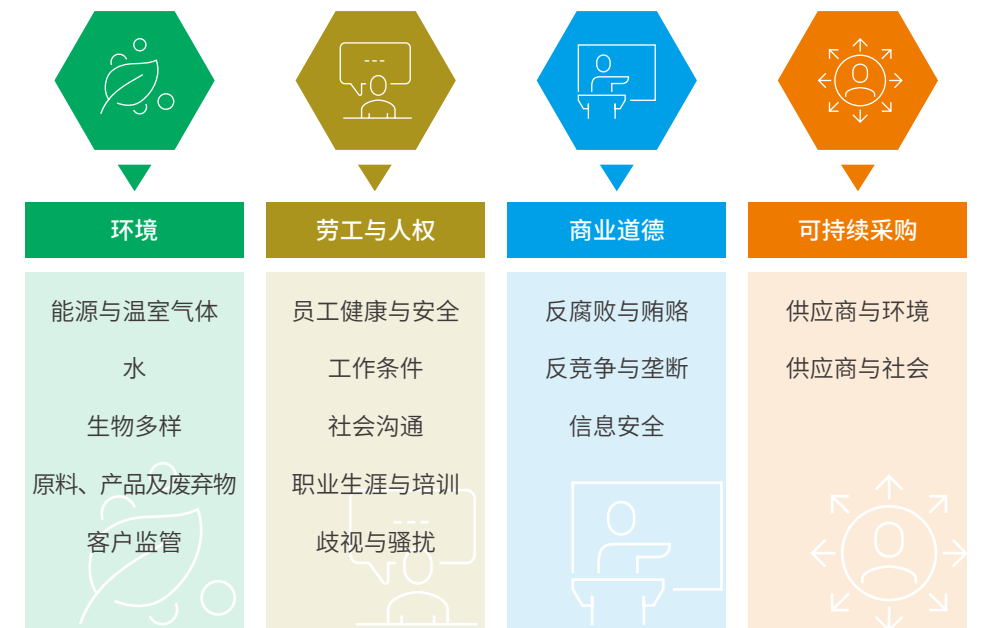 环境
能源与温室气体
水
生物多样
原料、产品及废弃物
客户监管
劳工与人权
员工健康与安全
工作条件
社会沟通
职业生涯与培训
歧视与骚扰
商业道德
反腐败与贿赂
反竞争与垄断
信息安全
可持续采购
供应商与环境
供应商与社会